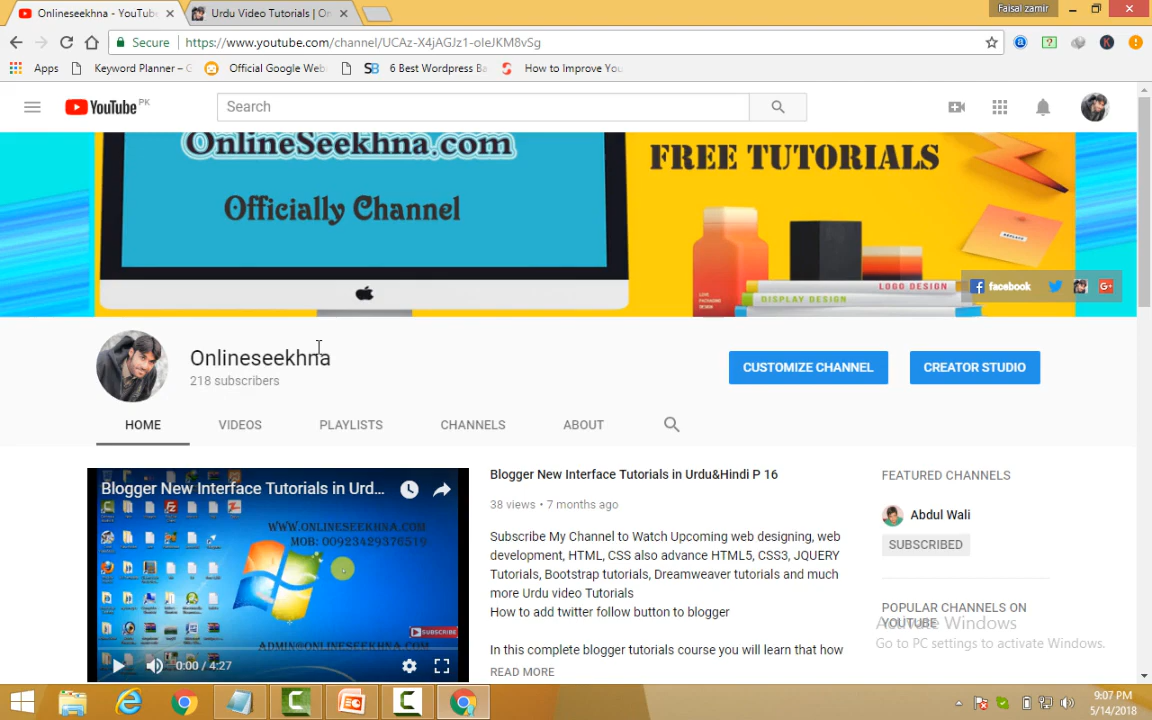 Onlineseekhna - YouTub
Urdu Video Tutorials | On
Faisal zamir
Secure
https://www.youtube.com/channel/UCAz-X4jAGJz1-oleJKM8vSg
Apps
Keyword Planner – G
Official Google Web
6 Best Wordpress Ba
How to Improve You
YouTube PK
Search
OnlineSeekhna.com
Officially Channel
FREE TUTORIALS
LOGO DESIGN
DISPLAY DESIGN
facebook
Onlineseekhna
218 subscribers
CUSTOMIZE CHANNEL
CREATOR STUDIO
HOME
VIDEOS
PLAYLISTS
CHANNELS
ABOUT
Blogger New Interface Tutorials in Urd...
WWW.ONLINESEEKHNA.COM
MOB: 00923429376519
SUBSCRIBE
ADMIN@ONLINESEEKHNA.COM
0:00 / 4:27
Blogger New Interface Tutorials in Urdu&Hindi P 16
38 views • 7 months ago
Subscribe My Channel to Watch Upcoming web designing, web
development, HTML, CSS also advance HTML5, CSS3, JQUERY
Tutorials, Bootstrap tutorials, Dreamweaver tutorials and much
more Urdu video Tutorials
How to add twitter follow button to blogger
In this complete blogger tutorials course you will learn that how
READ MORE
FEATURED CHANNELS
Abdul Wali
SUBSCRIBED
POPULAR CHANNELS ON
YOUTUBE
Activate Windows
Go to PC settings to activate Windows.
9:07 PM
5/14/2018